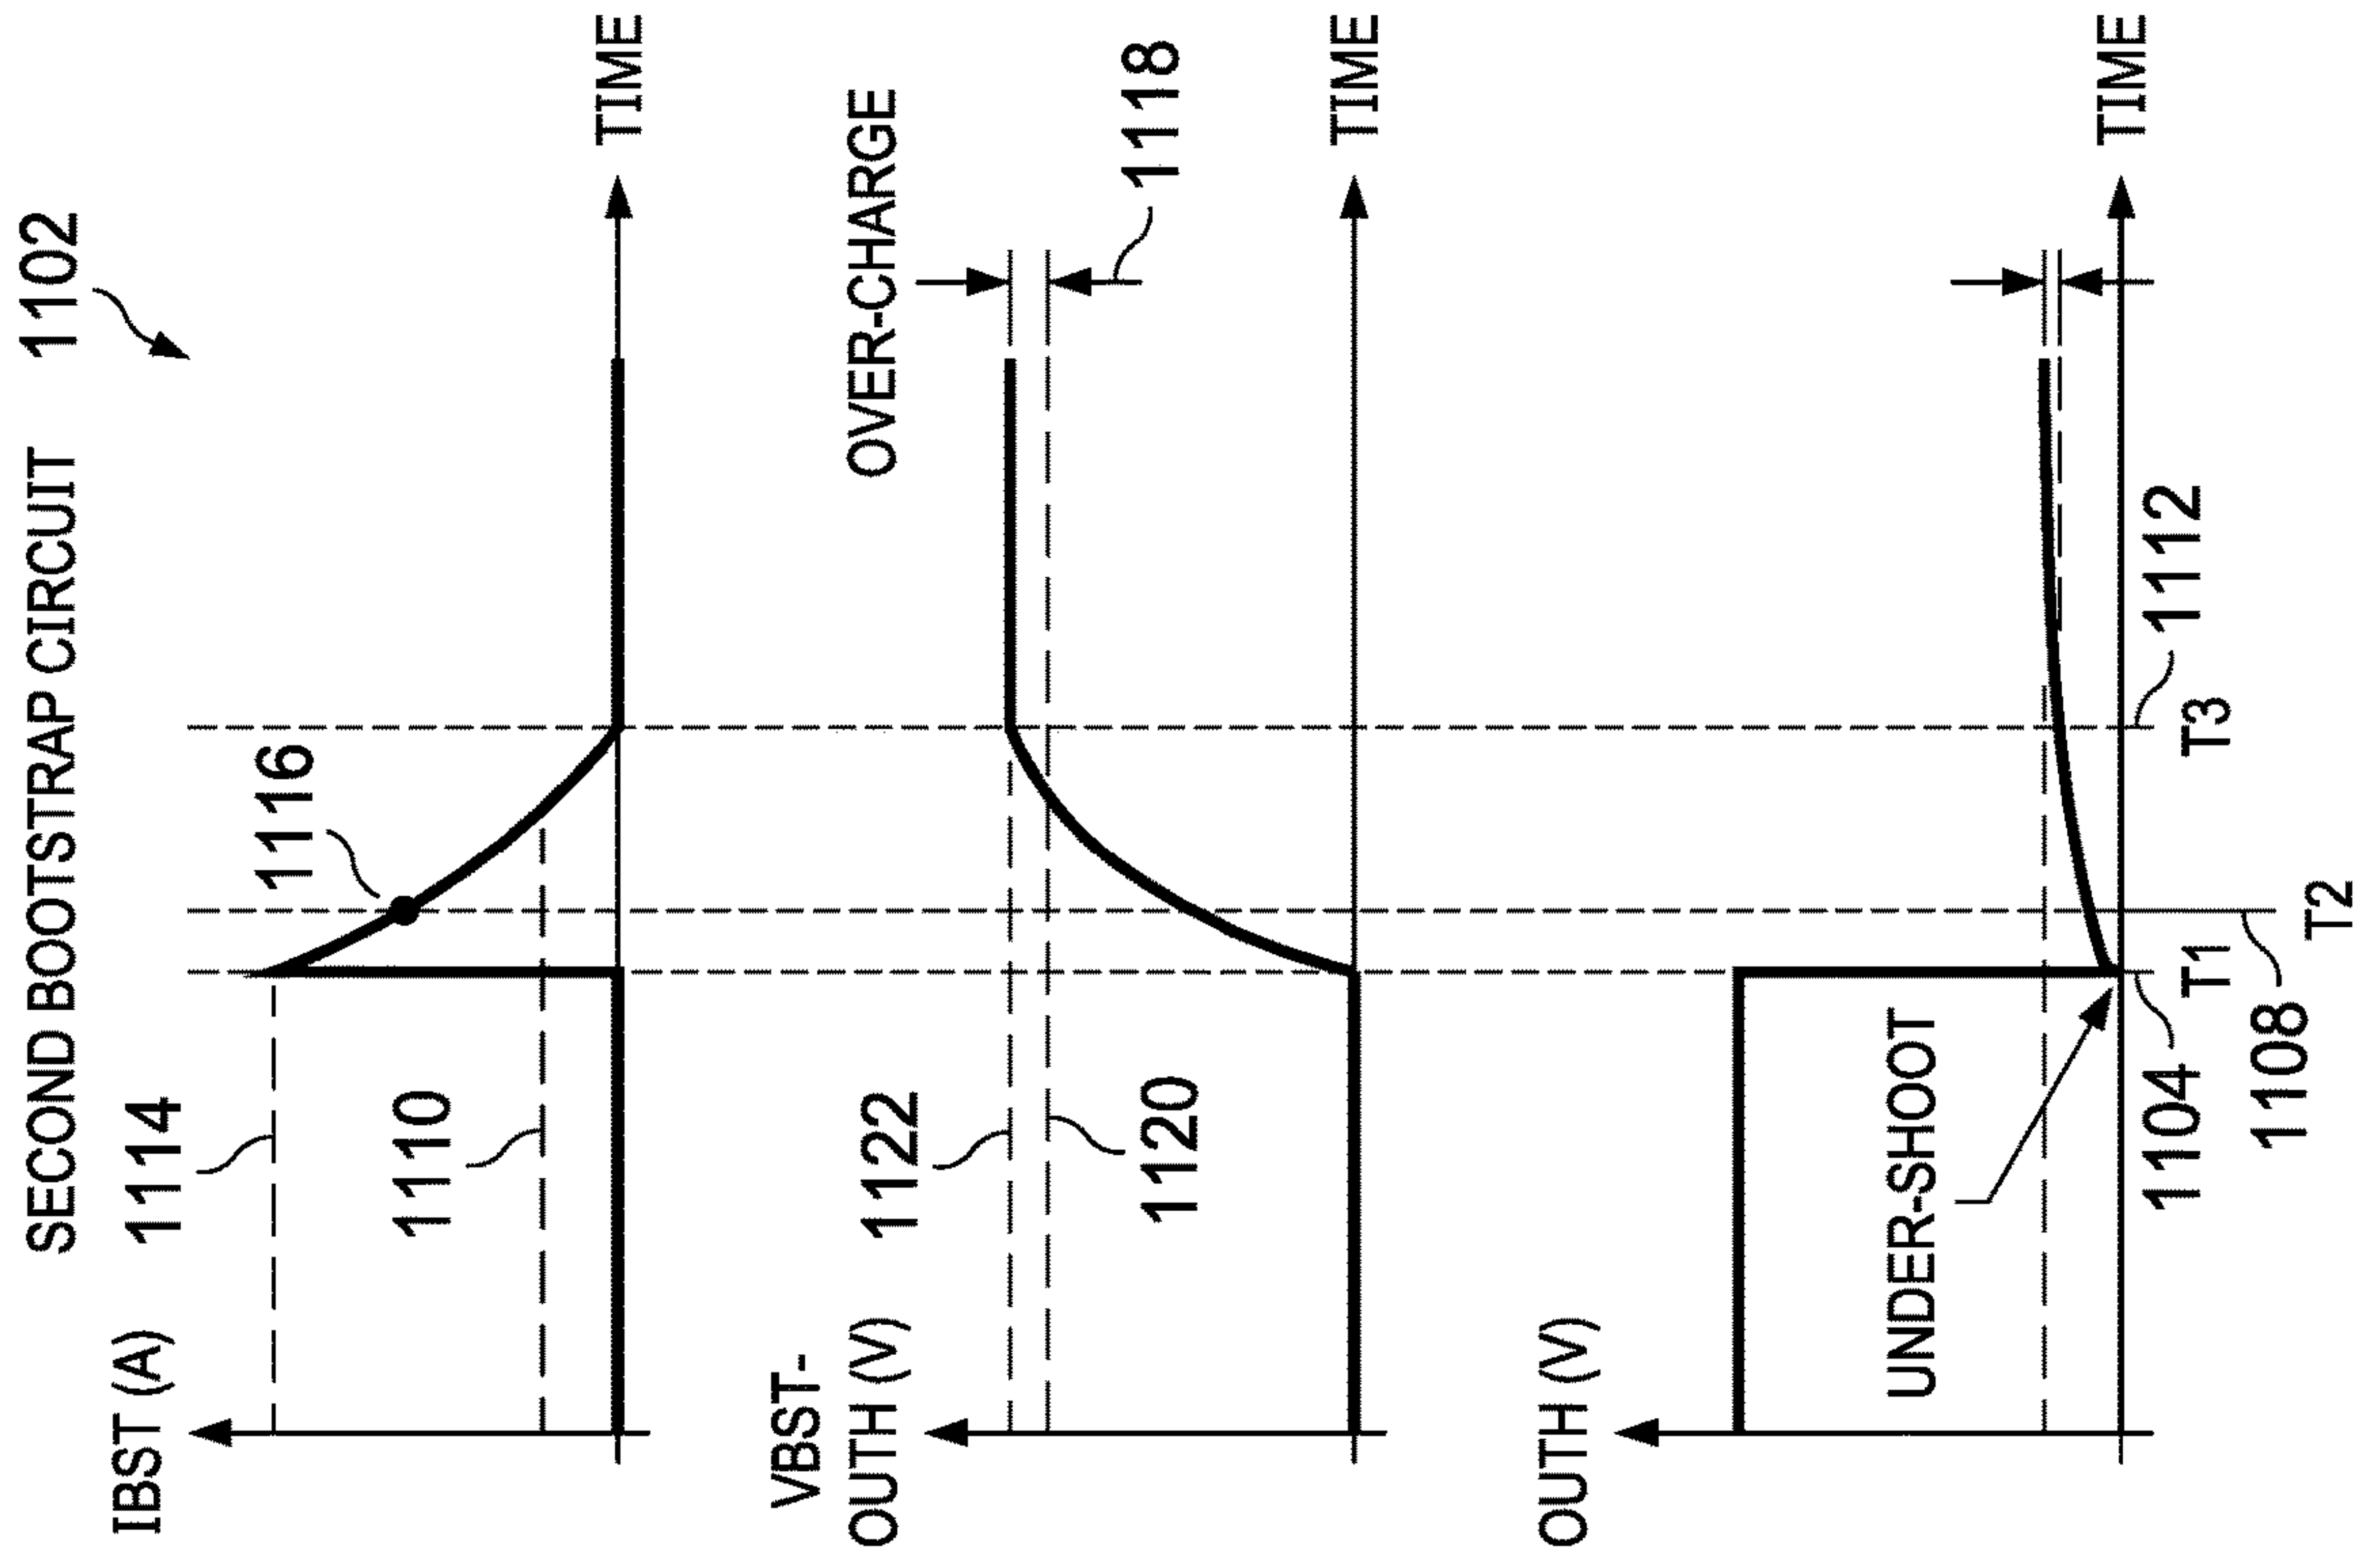 SECOND BOOTSTRAP CIRCUIT 1102
IBST (A)
1114
1110
1116
TIME
VBST-
OUTH (V)
1122
1120
OVER-CHARGE
1118
TIME
OUTH (V)
UNDER-SHOOT
TIME
1104
T1
T3
1112
1108
T2